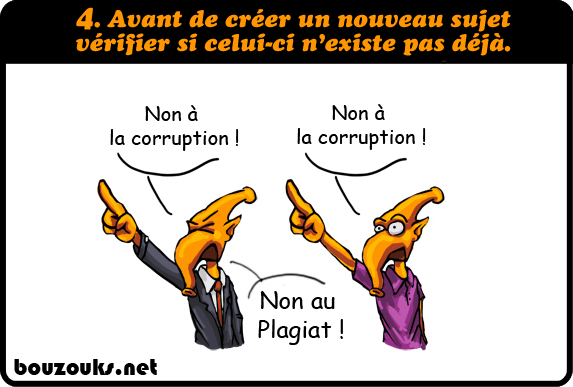 4. Avant de créer un nouveau sujet
vérifier si celui-ci n'existe pas déjà.
Non à
la corruption !
Non à
la corruption !
Non au
Plagiat !
bouzouks.net